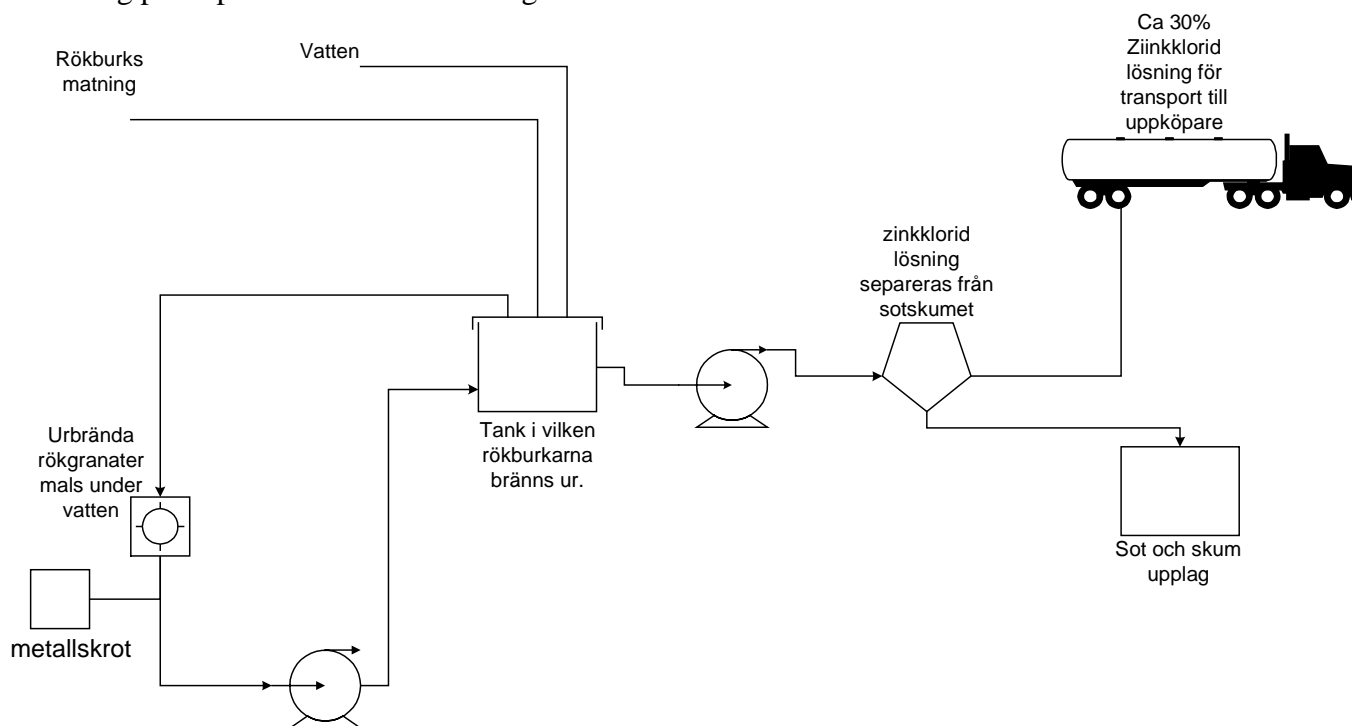 Ca 30%
Ziinkklorid
lösning för
transport till
uppköpare
Vatten
Rökburks
matning
zinkklorid
lösning
separeras från
sotskumet
Urbrända
rökgranater
mals under
vatten
Tank i vilken
rökburkarna
bränns ur.
Sot och skum
upplag
metallskrot